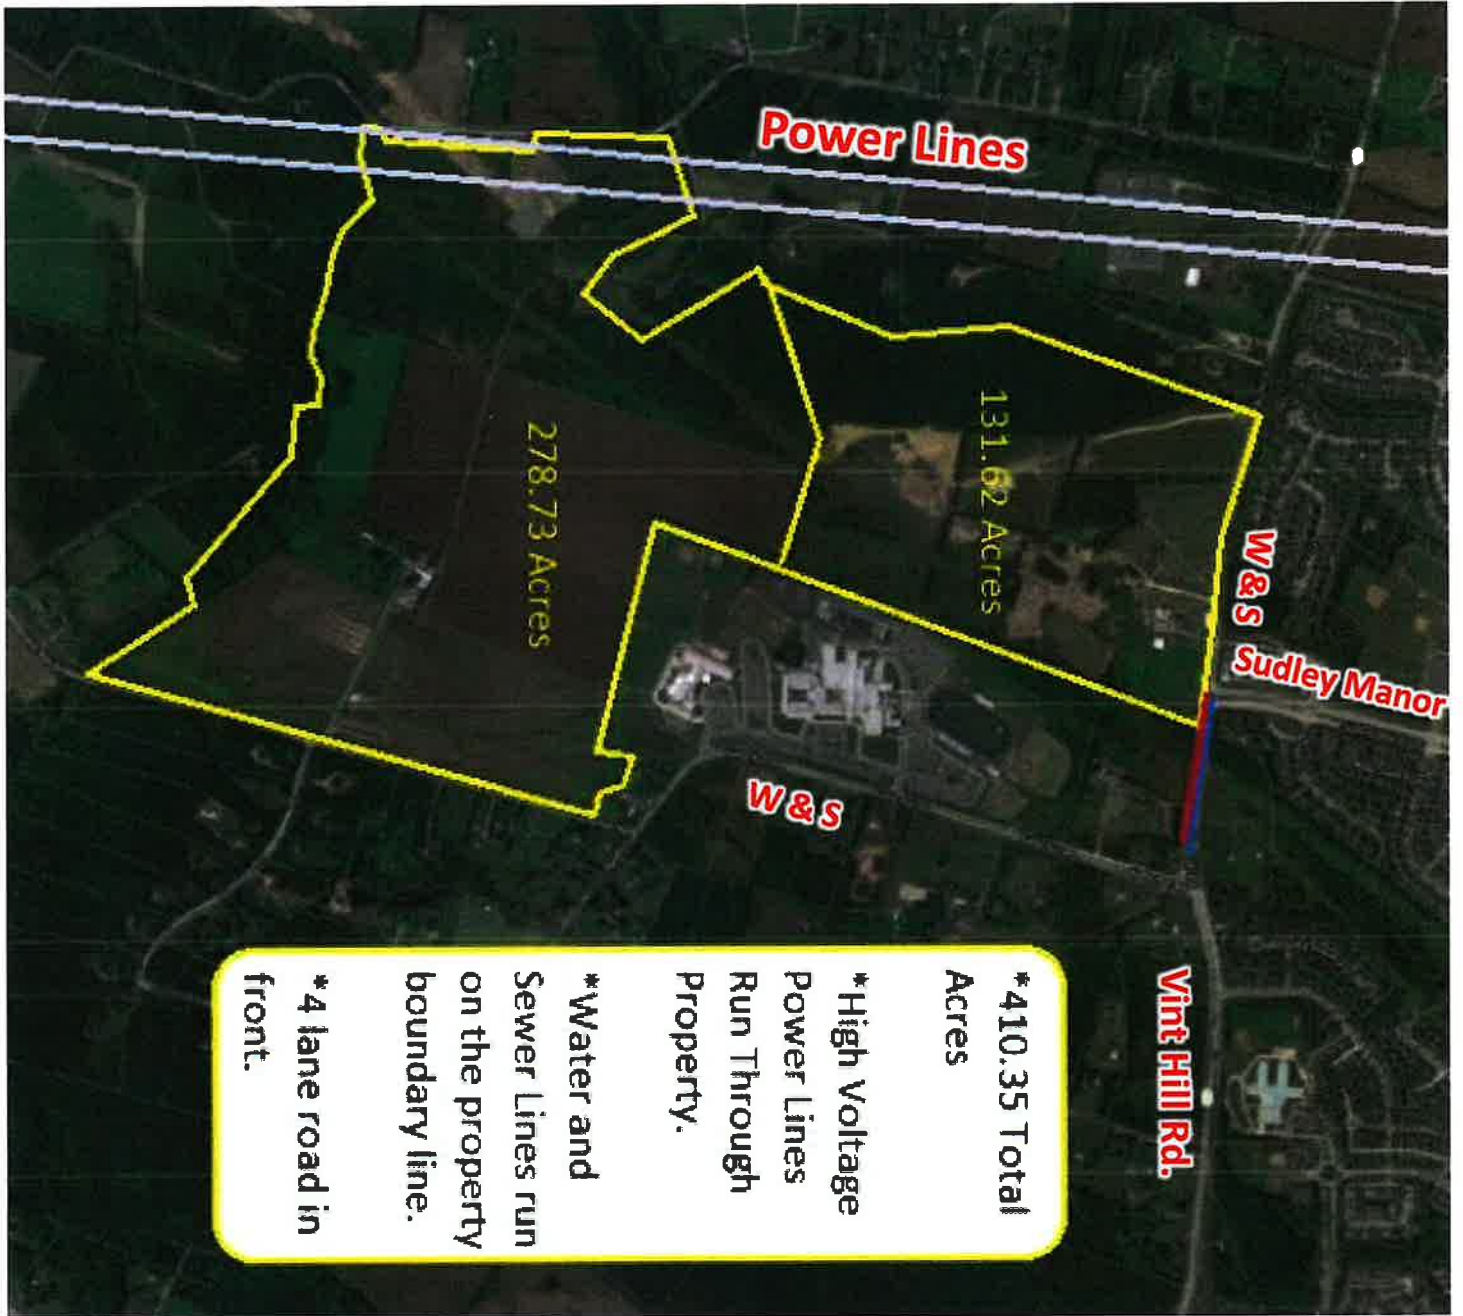 Power Lines
131.62 Acres
278.73 Acres
W & S
Sudley Manor
W & S
Vint Hill Rd.
*410.35 Total
Acres
*High Voltage
Power Lines
Run Through
Property.
*Water and
Sewer Lines run
on the property
boundary line.
*4 lane road in
front.